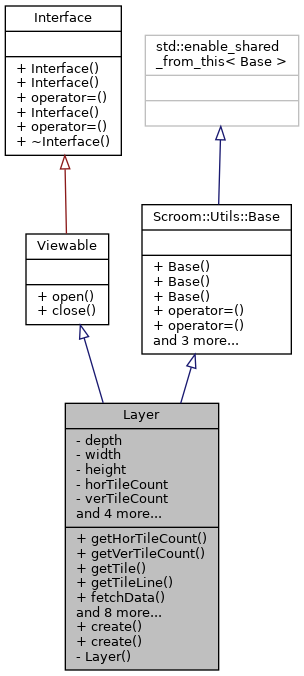 Interface
+ Interface()
+ Interface()
+ operator=()
+ Interface()
+ operator=()
+ ~Interface()
std::enable_shared
_from_this< Base >
Viewable
+ open()
+ close()
Scroom::Utils::Base
+ Base()
+ Base()
+ Base()
+ operator=()
+ operator=()
and 3 more...
Layer
- depth
- width
- height
- horTileCount
- verTileCount
and 4 more...
+ getHorTileCount()
+ getVerTileCount()
+ getTile()
+ getTileLine()
+ fetchData()
and 8 more...
+ create()
+ create()
- Layer()